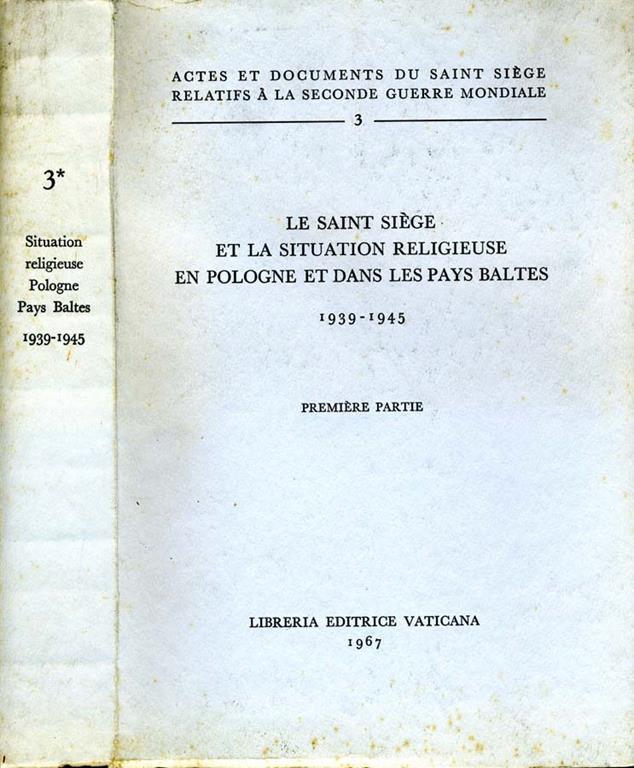 3*
Situation
religieuse
Pologne
Pays Baltes
1939-1945
ACTES ET DOCUMENTS DU SAINT SIÈGE
RELATIFS À LA SECONDE GUERRE MONDIALE
3
LE SAINT SIÈGE
ET LA SITUATION RELIGIEUSE
EN POLOGNE ET DANS LES PAYS BALTES
1939-1945
PREMIÈRE PARTIE
LIBRERIA EDITRICE VATICANA
1967